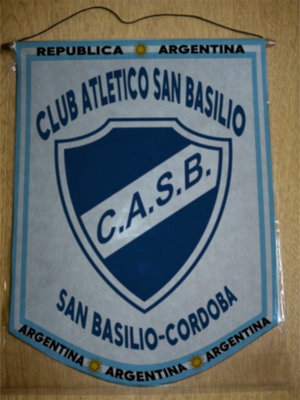 REPUBLICA ARGENTINA
CLUB ATLETICO SAN BASILIO
C.A.S.B.
SAN BASILIO-CORDOBA
ARGENTINA ARGENTINA ARGENTINA